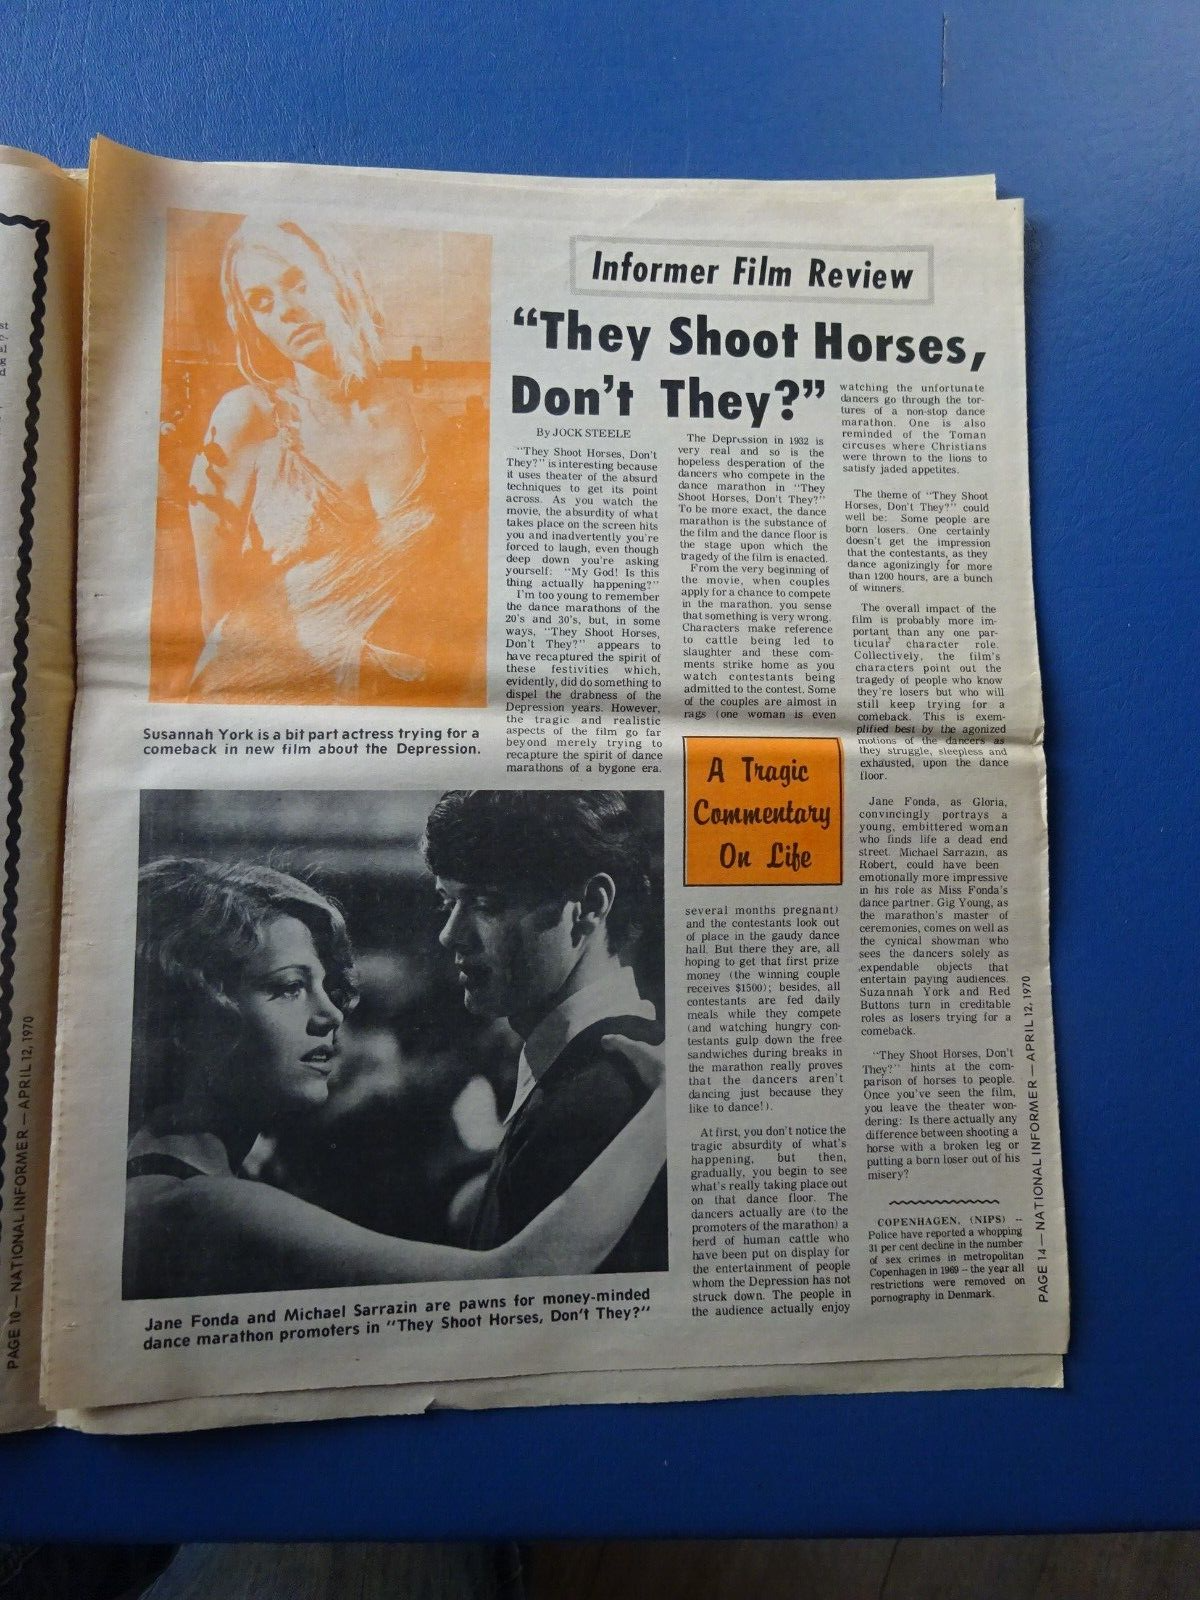 st
c-
al
g
d
PAGE 10 — NATIONAL INFORMER — APRIL 12, 1970
Informer Film Review
“They Shoot Horses,
Don't They?”
Susannah York is a bit part actress trying for a
comeback in new film about the Depression.
Jane Fonda and Michael Sarrazin are pawns for money-minded
dance marathon promoters in "They Shoot Horses, Don't They?"
By JOCK STEELE
"They Shoot Horses, Don't
They?" is interesting because
it uses theater of the absurd
techniques to get its point
across. As you watch the
movie, the absurdity of what
takes place on the screen hits
you and inadvertently you're
forced to laugh, even though
deep down you're asking
yourself: "My God! Is this
thing actually happening?"
I'm too young to remember
the dance marathons of the
20's and 30's, but, in some
ways, "They Shoot Horses,
Don't They?" appears to
have recaptured the spirit of
these festivities which,
evidently, did do something to
dispel the drabness of the
Depression years. However,
the tragic and realistic
aspects of the film go far
beyond merely trying to
recapture the spirit of dance
marathons of a bygone era.
The Depression in 1932 is
very real and so is the
hopeless desperation of the
dancers who compete in the
dance marathon in "They
Shoot Horses, Don't They?"
To be more exact, the dance
marathon is the substance of
the film and the dance floor is
the stage upon which the
tragedy of the film is enacted.
From the very beginning of
the movie, when couples
apply for a chance to compete
in the marathon. you sense
that something is very wrong.
Characters make reference
to cattle being led to
slaughter and these com-
ments strike home as you
watch contestants being
admitted to the contest. Some
of the couples are almost in
rags (one woman is even
A Tragic
Commentary
On Life
several months pregnant)
and the contestants look out
of place in the gaudy dance
hall. But there they are, all
hoping to get that first prize
money (the winning couple
receives $1500); besides, all
contestants are fed daily
meals while they compete
(and watching hungry con-
testants gulp down the free
sandwiches during breaks in
the marathon really proves
that the dancers aren't
dancing just because they
like to dance!).
At first, you don't notice the
tragic absurdity of what's
happening, but then,
gradually, you begin to see
what's really taking place out
on that dance floor. The
dancers actually are (to the
promoters of the marathon) a
herd of human cattle who
have been put on display for
the entertainment of people
whom the Depression has not
struck down. The people in
the audience actually enjoy
watching the unfortunate
dancers go through the tor-
tures of a non-stop dance
marathon. One is also
reminded of the Toman
circuses where Christians
were thrown to the lions to
satisfy jaded appetites.
The theme of "They Shoot
Horses, Don't They?" could
well be: Some people are
born losers. One certainly
doesn't get the impression
that the contestants, as they
dance agonizingly for more
than 1200 hours, are a bunch
of winners.
The overall impact of the
film is probably more im-
portant than any one par-
ticular character role.
Collectively, the film's
characters point out the
tragedy of people who know
they're losers but who will
still keep trying for a
comeback. This is exem-
plified best by the agonized
motions of the dancers as
they struggle, sleepless and
exhausted, upon the dance
floor.
Jane Fonda, as Gloria,
convincingly portrays a
young, embittered woman
who finds life a dead end
street. Michael Sarrazin, as
Robert, could have been
emotionally more impressive
in his role as Miss Fonda's
dance partner. Gig Young, as
the marathon's master of
ceremonies, comes on well as
the cynical showman who
sees the dancers solely as
expendable objects that
entertain paying audiences.
Suzannah York and Red
Buttons turn in creditable
roles as losers trying for a
comeback.
"They Shoot Horses, Don't
They?" hints at the com-
parison of horses to people.
Once you've seen the film,
you leave the theater won-
dering: Is there actually any
difference between shooting a
horse with a broken leg or
putting a born loser out of his
misery?
COPENHAGEN, (NIPS) --
Police have reported a whopping
31 per cent decline in the number
of sex crimes in metropolitan
Copenhagen in 1969 -- the year all
restrictions were removed on
pornography in Denmark.
PAGE 14 — NATIONAL INFORMER — APRIL 12, 1970